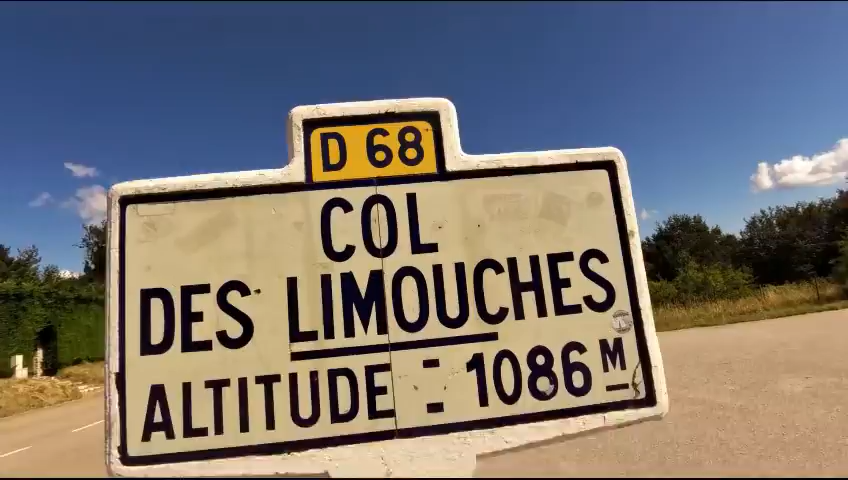 D 68
COL
DES LIMOUCHES
ALTITUDE : 1086 M